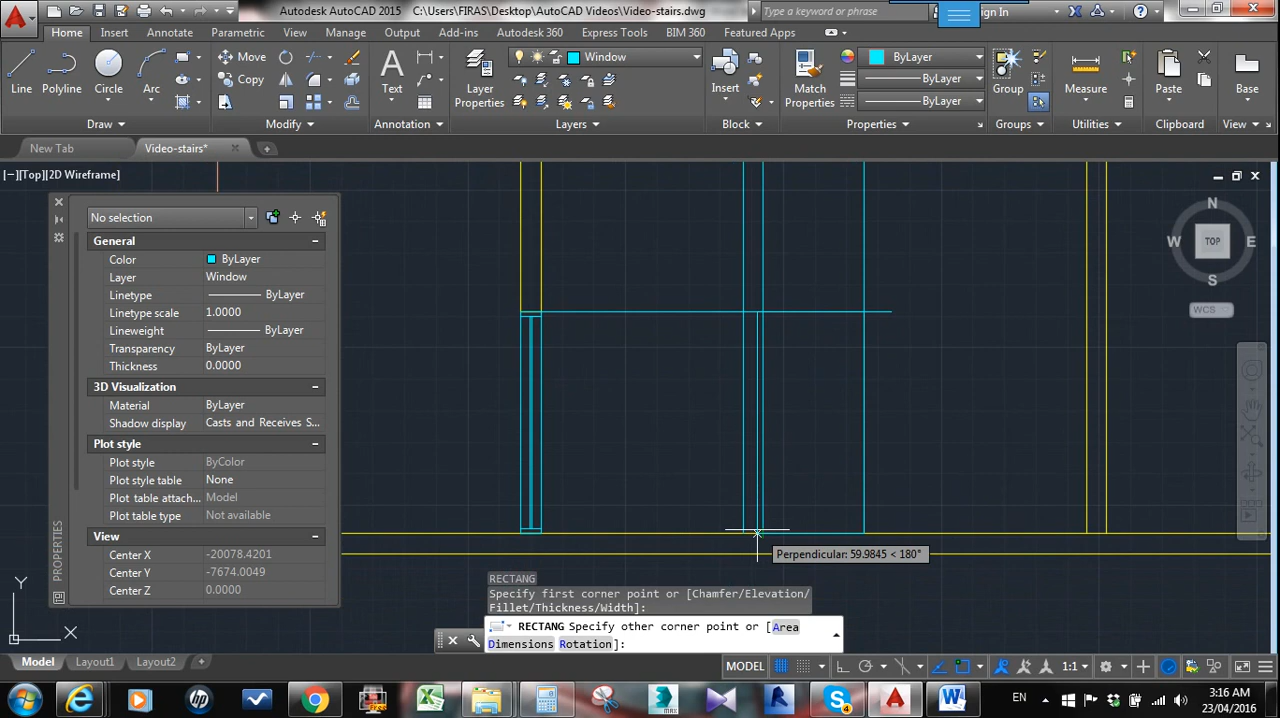 Autodesk AutoCAD 2015 C:\Users\FIRAS\Desktop\AutoCAD Videos\Video-stairs.dwg
Type a keyword or phrase
Sign In
Home Insert Annotate Parametric View Manage Output Add-ins Autodesk 360 Express Tools BIM 360 Featured Apps
Line Polyline Circle Arc
Move
Copy
Text
Layer Properties
Window
Insert
Match Properties
ByLayer
ByLayer
ByLayer
Group
Measure
Paste
Base
Draw Modify Annotation Layers Block Properties Groups Utilities Clipboard View
New Tab Video-stairs*
[−][Top][2D Wireframe]
No selection
General
Color ByLayer
Layer Window
Linetype ByLayer
Linetype scale 1.0000
Lineweight ByLayer
Transparency ByLayer
Thickness 0.0000
3D Visualization
Material ByLayer
Shadow display Casts and Receives S...
Plot style
Plot style ByColor
Plot style table None
Plot table attach... Model
Plot table type Not available
View
Center X -20078.4201
Center Y -7674.0049
Center Z 0.0000
PROPERTIES
N
W TOP E
S
WCS
Perpendicular: 59.9845 < 180°
RECTANG
Specify first corner point or [Chamfer/Elevation/
Fillet/Thickness/Width]:
RECTANG Specify other corner point or [Area
Dimensions Rotation]:
Y
X
Model Layout1 Layout2
MODEL 1:1
EN
3:16 AM
23/04/2016